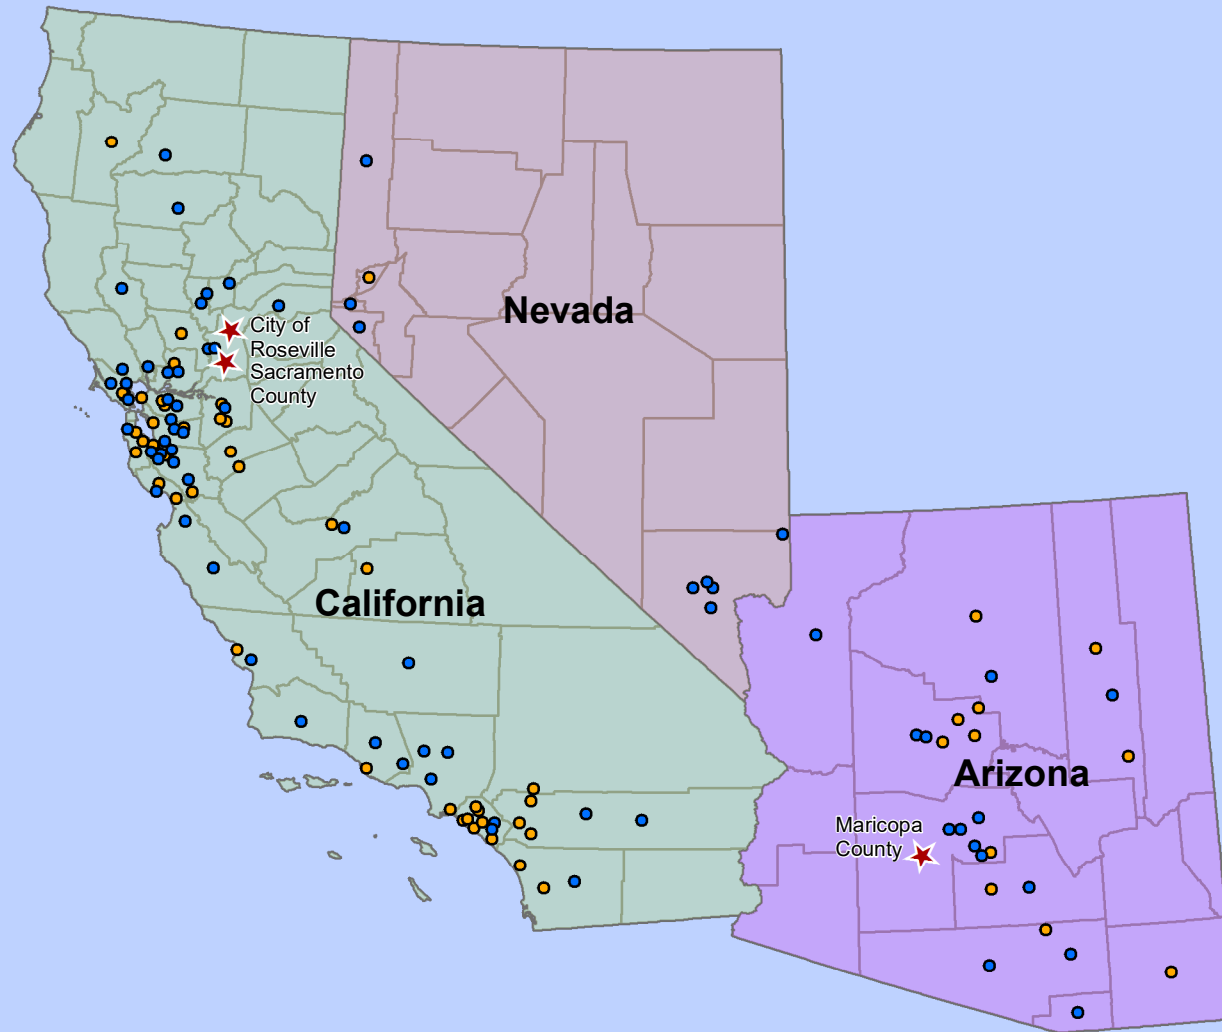 Nevada
City of
Roseville
Sacramento
County
California
Arizona
Maricopa
County